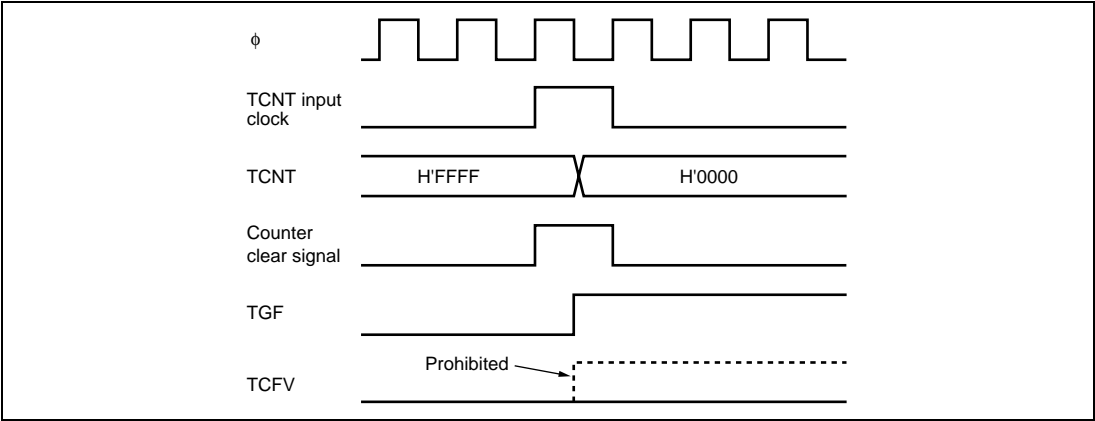 ϕ
TCNT input
clock
TCNT
H'FFFF
H'0000
Counter
clear signal
TGF
Prohibited
TCFV